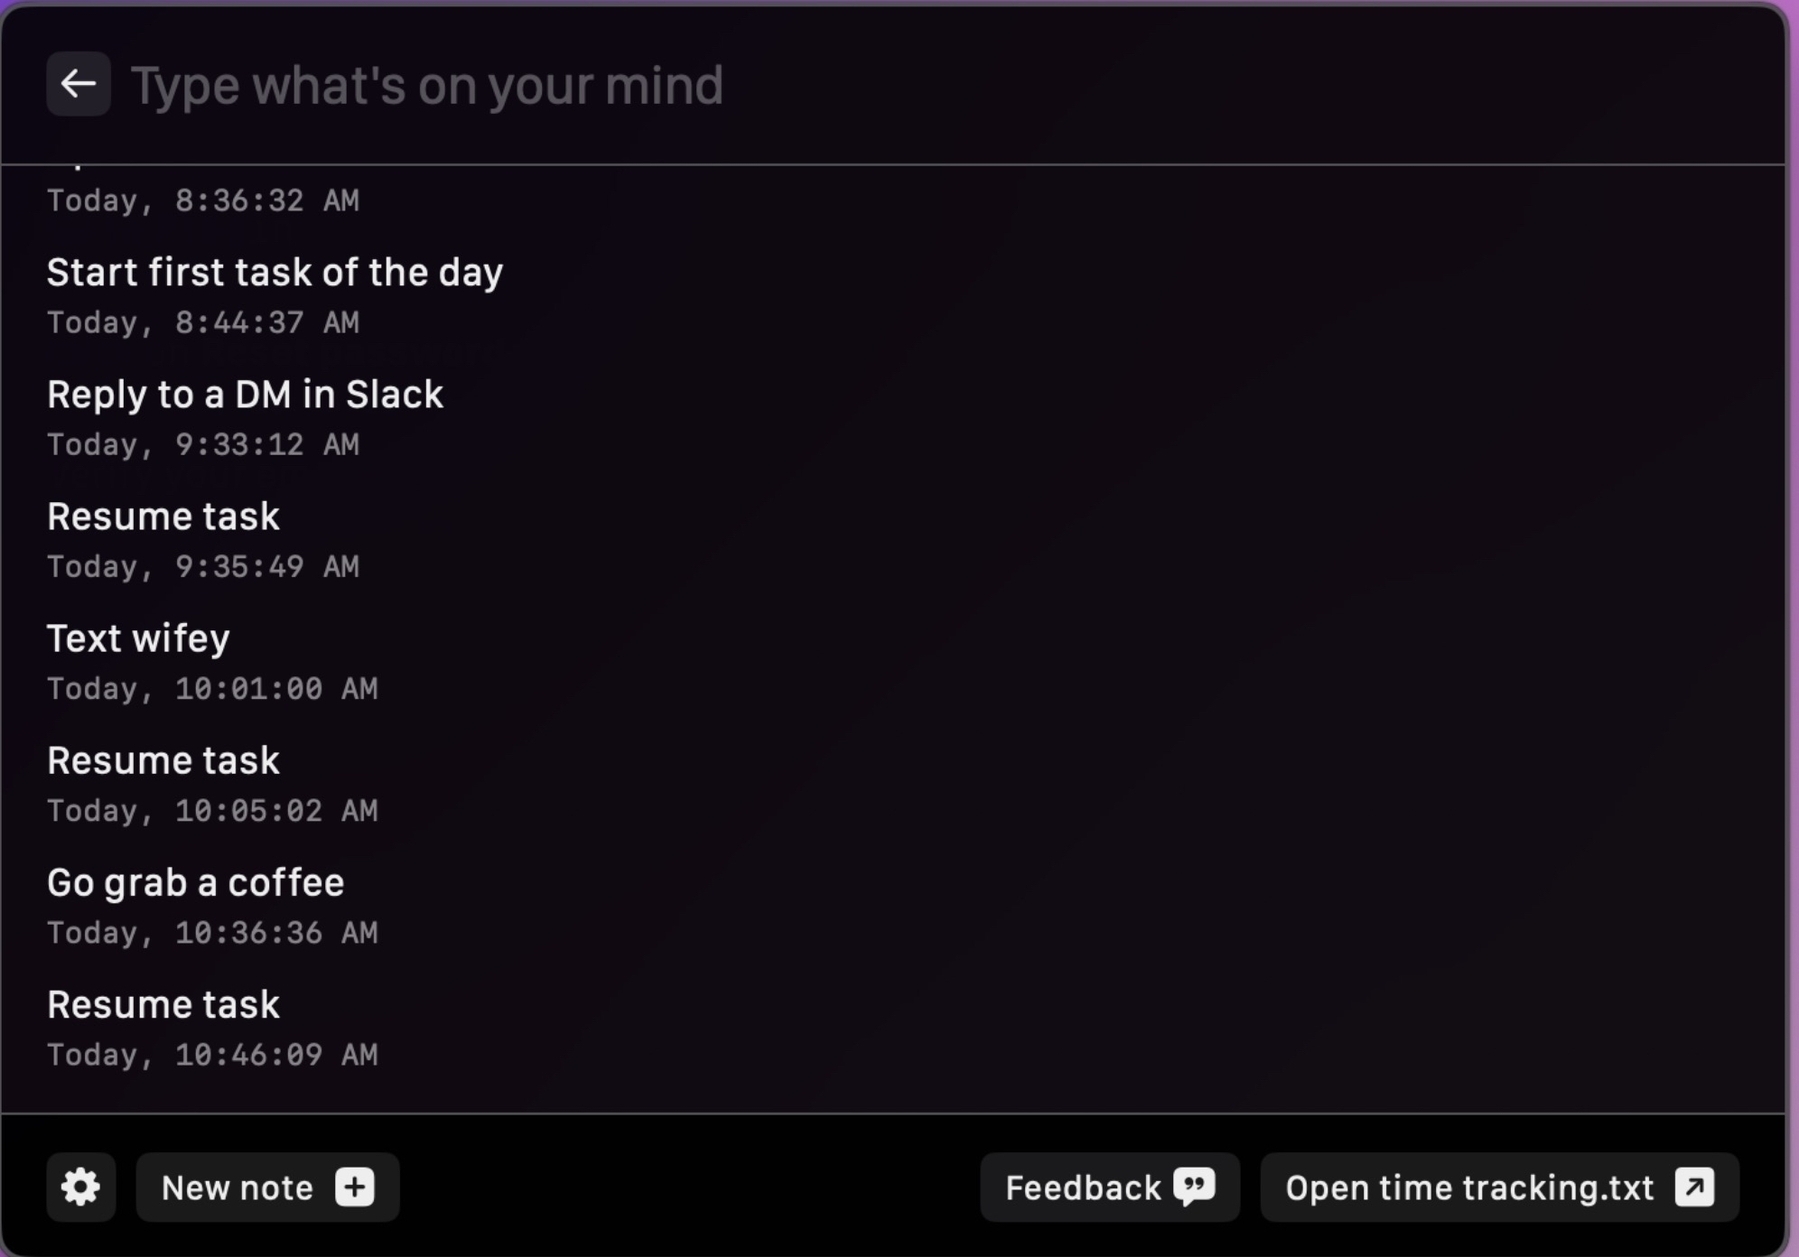 Type what's on your mind
Today, 8:36:32 AM
Start first task of the day
Today, 8:44:37 AM
Reply to a DM in Slack
Today, 9:33:12 AM
Resume task
Today, 9:35:49 AM
Text wifey
Today, 10:01:00 AM
Resume task
Today, 10:05:02 AM
Go grab a coffee
Today, 10:36:36 AM
Resume task
Today, 10:46:09 AM
New note
Feedback
Open time tracking.txt